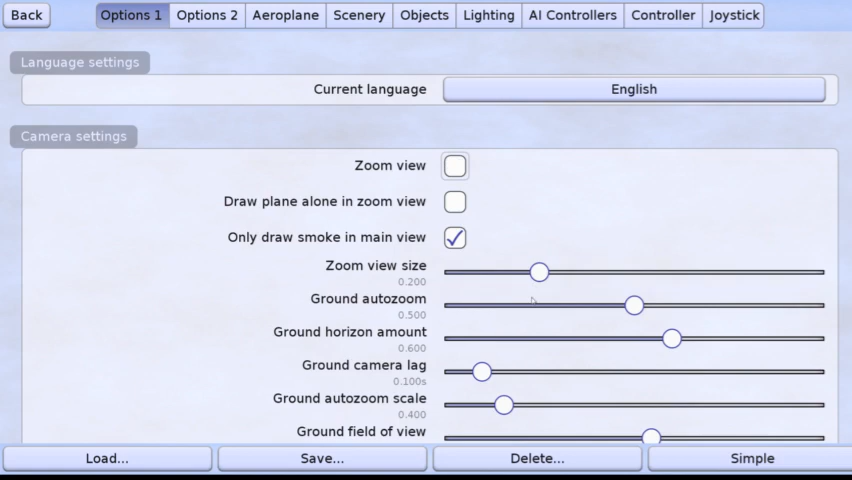 Back Options 1 Options 2 Aeroplane Scenery Objects Lighting AI Controllers Controller Joystick
Language settings
Current language English
Camera settings
Zoom view
Draw plane alone in zoom view
Only draw smoke in main view
Zoom view size
0.200
Ground autozoom
0.500
Ground horizon amount
0.600
Ground camera lag
0.100s
Ground autozoom scale
0.400
Ground field of view
Load... Save... Delete... Simple